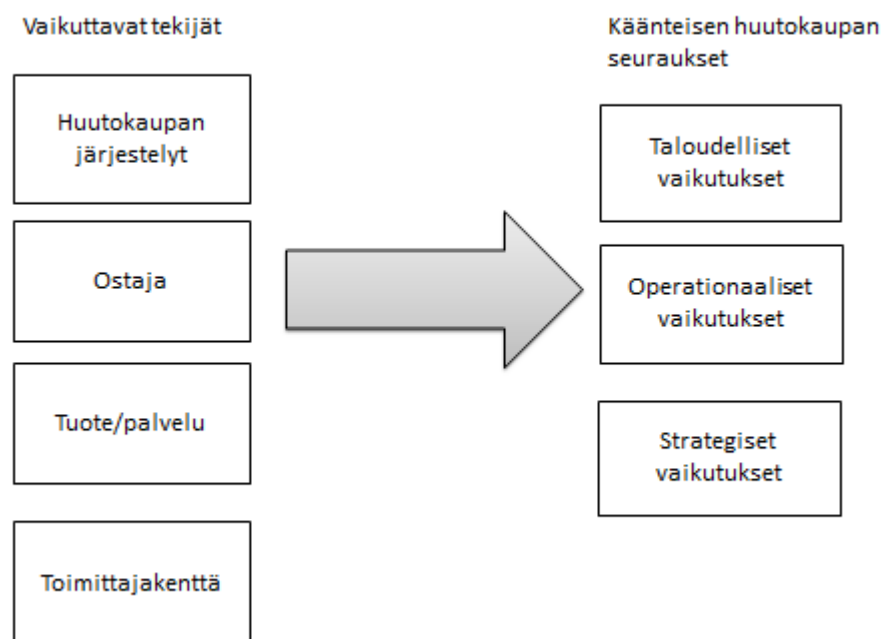 Vaikuttavat tekijät
Huutokaupan
järjestelyt
Ostaja
Tuote/palvelu
Toimittajakenttä
Käänteisen huutokaupan
seuraukset
Taloudelliset
vaikutukset
Operationaaliset
vaikutukset
Strategiset
vaikutukset